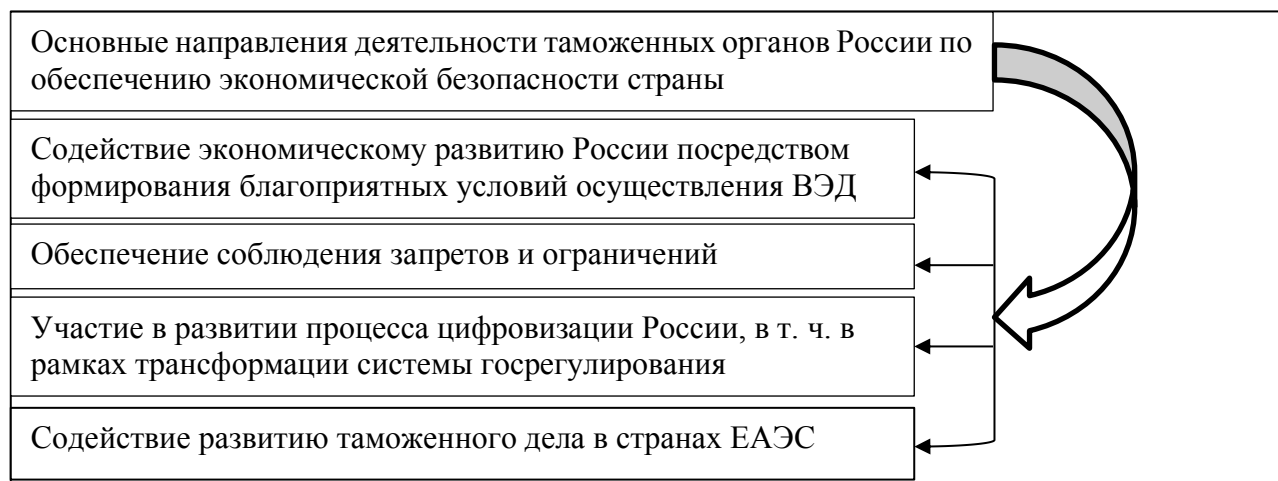 Основные направления деятельности таможенных органов России по
обеспечению экономической безопасности страны
Содействие экономическому развитию России посредством
формирования благоприятных условий осуществления ВЭД
Обеспечение соблюдения запретов и ограничений
Участие в развитии процесса цифровизации России, в т. ч. в
рамках трансформации системы госрегулирования
Содействие развитию таможенного дела в странах ЕАЭС